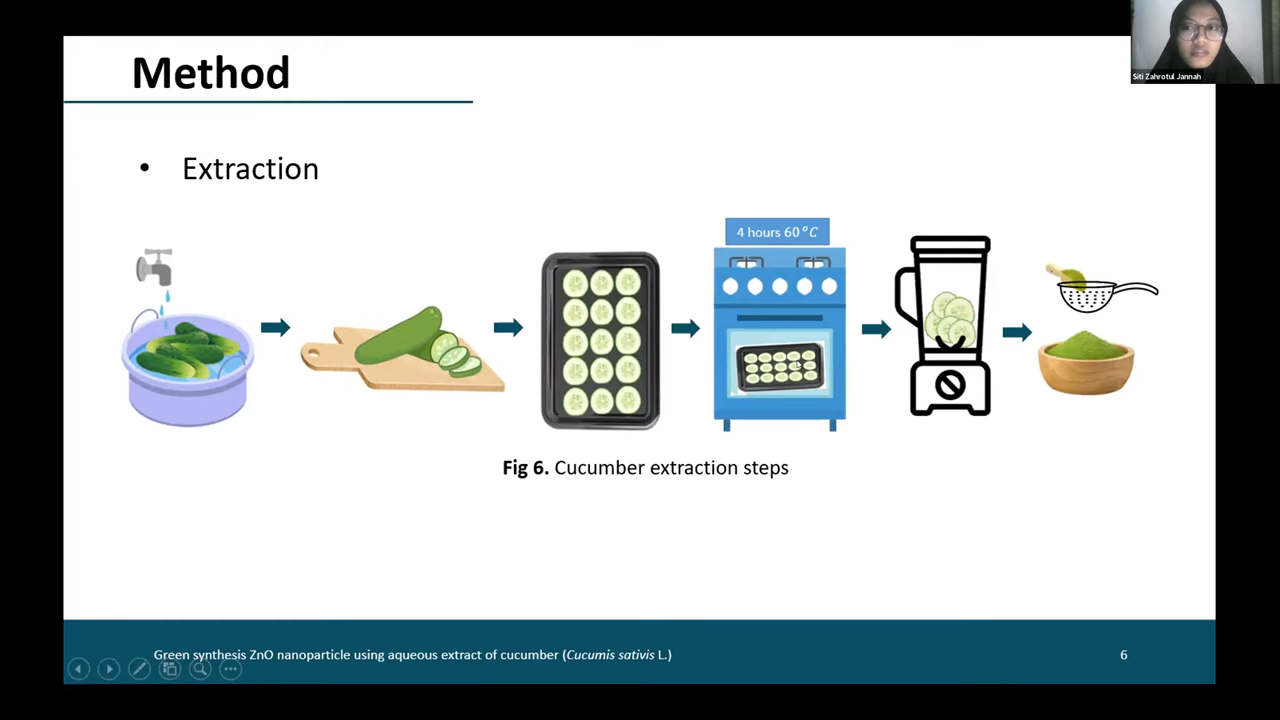 Method
Siti Zahrotul Jannah
• Extraction
4 hours 60 °C
Fig 6. Cucumber extraction steps
Green synthesis ZnO nanoparticle using aqueous extract of cucumber (Cucumis sativis L.)
6